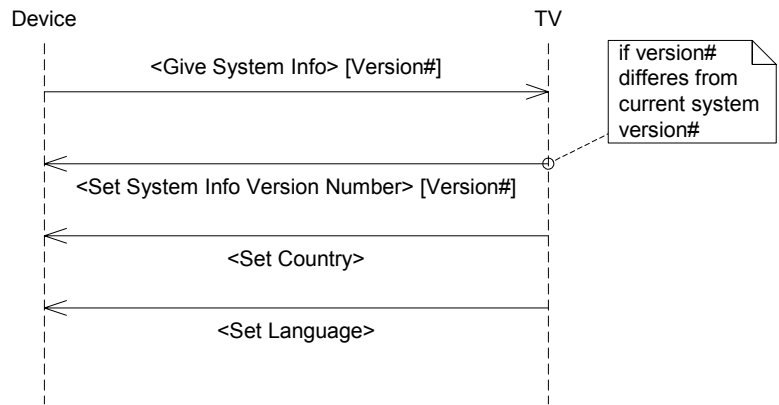 Device
TV
<Give System Info> [Version#]
if version#
differes from
current system
version#
<Set System Info Version Number> [Version#]
<Set Country>
<Set Language>